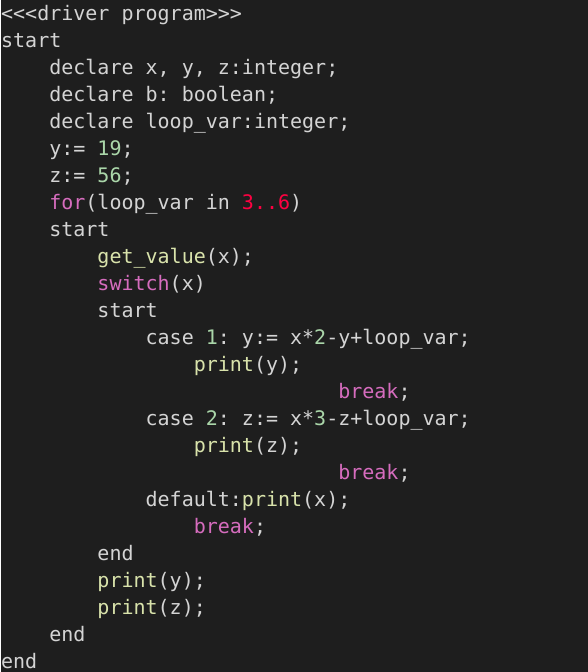 <<<driver program>>>
start
    declare x, y, z:integer;
    declare b: boolean;
    declare loop_var:integer;
    y:= 19;
    z:= 56;
    for(loop_var in 3..6)
    start
        get_value(x);
        switch(x)
        start
            case 1: y:= x*2-y+loop_var;
                print(y);
                            break;
            case 2: z:= x*3-z+loop_var;
                print(z);
                            break;
            default:print(x);
                break;
        end
        print(y);
        print(z);
    end
end